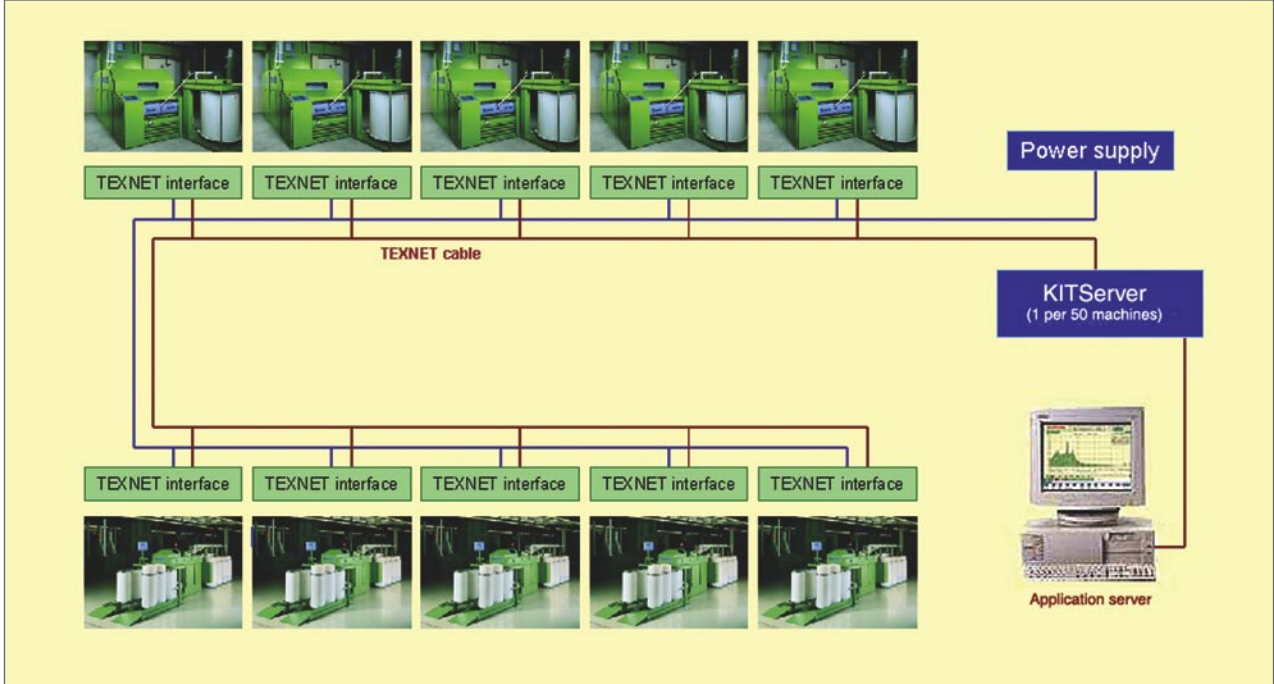 TEXNET interface TEXNET interface TEXNET interface TEXNET interface TEXNET interface
Power supply
TEXNET cable
KITServer
(1 per 50 machines)
TEXNET interface TEXNET interface TEXNET interface TEXNET interface TEXNET interface
Application server